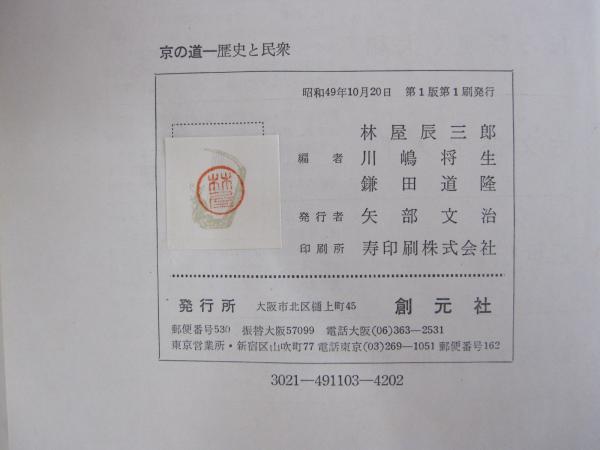 京の道―歴史と民衆
昭和49年10月20日 第1版第1刷発行
林屋辰三郎
編者 川嶋将生
鎌田道隆
発行者 矢部文治
印刷所 寿印刷株式会社
発行所 大阪市北区樋上町45 創元社
郵便番号530 振替大阪57099 電話大阪(06)363―2531
東京営業所・新宿区山吹町77 電話東京(03)269―1051 郵便番号162
3021―491103―4202